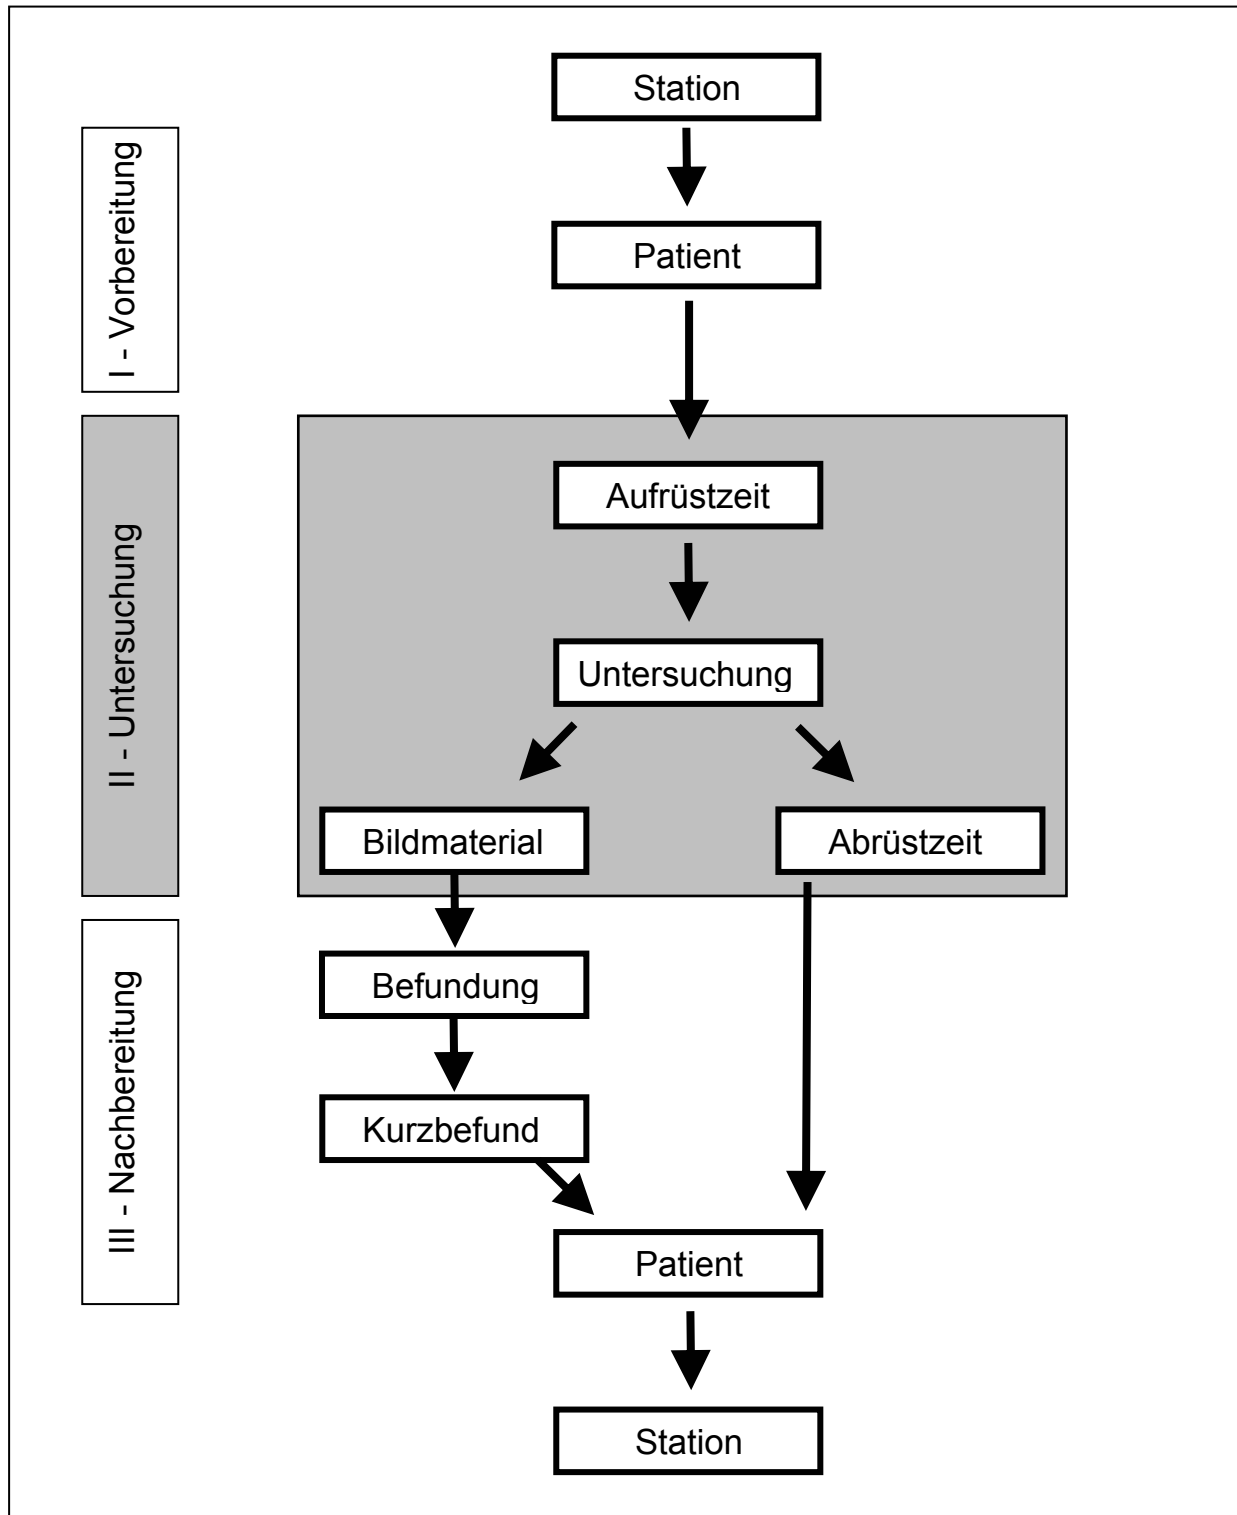 Station
I - Vorbereitung
Patient
II - Untersuchung
Aufrüstzeit
Untersuchung
Bildmaterial
Abrüstzeit
III - Nachbereitung
Befundung
Kurzbefund
Patient
Station